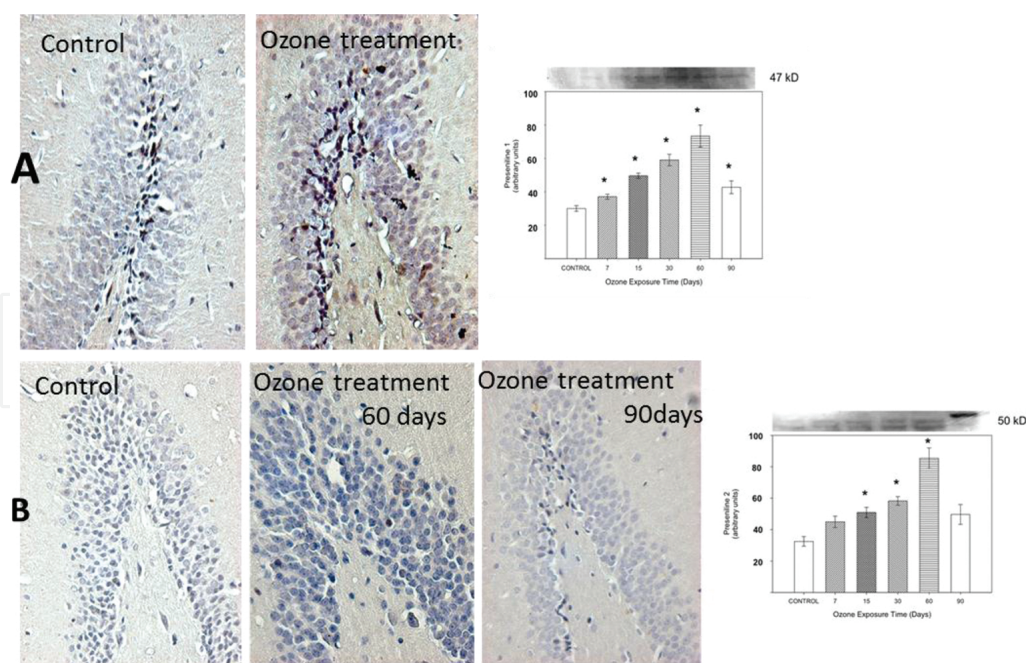 A
Control
Ozone treatment
47 kD
Preseniline 1
(arbitrary units)
100
80
60
40
20
* * * * *
CONTROL 7 15 30 60 90
Ozone Exposure Time (Days)
B
Control
Ozone treatment
60 days
Ozone treatment
90days
50 kD
Preseniline 2
(arbitrary units)
100
80
60
40
20
* * *
CONTROL 7 15 30 60 90
Ozone Exposure Time (Days)